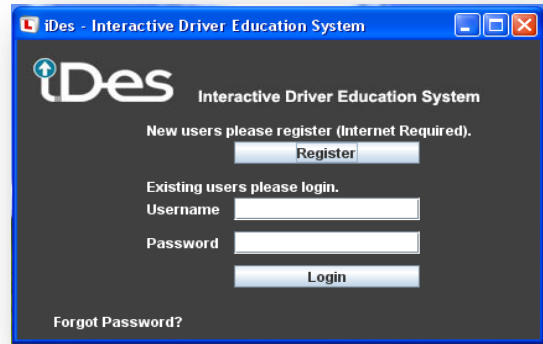 iDes - Interactive Driver Education System
iDes Interactive Driver Education System
New users please register (Internet Required).
Register
Existing users please login.
Username
Password
Login
Forgot Password?